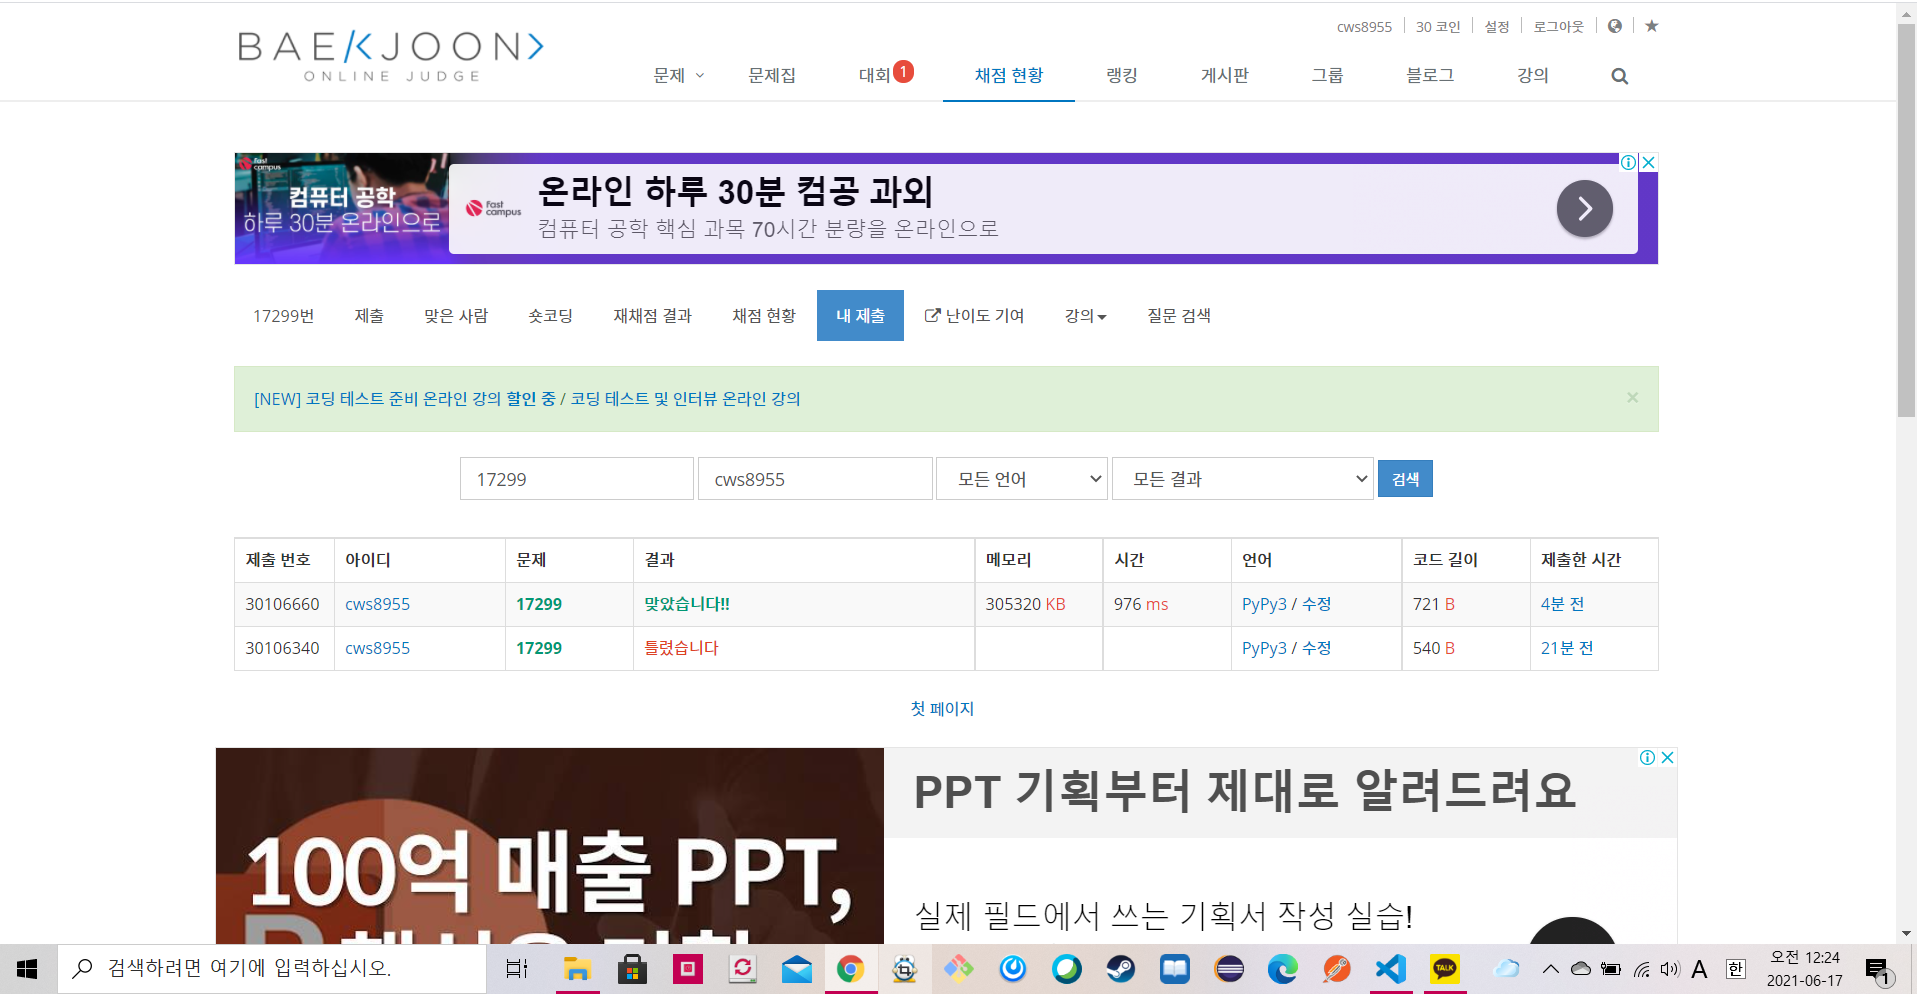 cws8955 30 코인 설정 로그아웃
BAEKJOON>
ONLINE JUDGE
문제 문제집 대회 1 채점 현황 랭킹 게시판 그룹 블로그 강의
Fast campus
컴퓨터 공학
하루 30분 온라인으로
Fast campus
온라인 하루 30분 컴공 과외
컴퓨터 공학 핵심 과목 70시간 분량을 온라인으로
17299번 제출 맞은 사람 숏코딩 재채점 결과 채점 현황 내 제출 난이도 기여 강의 질문 검색
[NEW] 코딩 테스트 준비 온라인 강의 할인 중 / 코딩 테스트 및 인터뷰 온라인 강의 ×
17299 cws8955 모든 언어 모든 결과 검색
제출 번호 아이디 문제 결과 메모리 시간 언어 코드 길이 제출한 시간
30106660 cws8955 17299 맞았습니다!! 305320 KB 976 ms PyPy3 / 수정 721 B 4분 전
30106340 cws8955 17299 틀렸습니다 PyPy3 / 수정 540 B 21분 전
첫 페이지
100억 매출 PPT,
PPT 기획부터 제대로 알려드려요
실제 필드에서 쓰는 기획서 작성 실습!
검색하려면 여기에 입력하십시오.
TALK
A 한
오전 12:24
2021-06-17
1